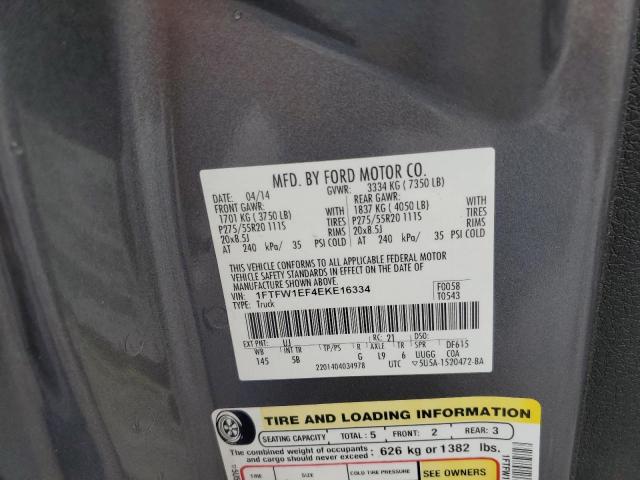 MFD. BY FORD MOTOR CO.
DATE: 04/14 GVWR: 3334 KG (7350 LB)
FRONT GAWR: REAR GAWR:
1701 KG (3750 LB) WITH 1837 KG (4050 LB) WITH
P275/55R20 111S TIRES P275/55R20 111S TIRES
20x8.5J RIMS 20x8.5J RIMS
AT 240 kPa/ 35 PSI COLD AT 240 kPa/ 35 PSI COLD
THIS VEHICLE CONFORMS TO ALL APPLICABLE FEDERAL MOTOR
VEHICLE SAFETY STANDARDS IN EFFECT ON THE DATE OF
MANUFACTURE SHOWN ABOVE.
VIN: 1FTFW1EF4EKE16334 F0058
TYPE: Truck T0543
EXT PNT: UJ RC: 21 DSO:
WB INT TR TP/PS R AXLE TR SPR DF615
145 5B G L9 6 UUGG COA
2201404034978 UTC 5U5A-1520472-BA
TIRE AND LOADING INFORMATION
SEATING CAPACITY TOTAL: 5 FRONT: 2 REAR: 3
The combined weight of occupants and cargo should never exceed: 626 kg or 1382 lbs.
TIRE SIZE COLD TIRE PRESSURE SEE OWNERS